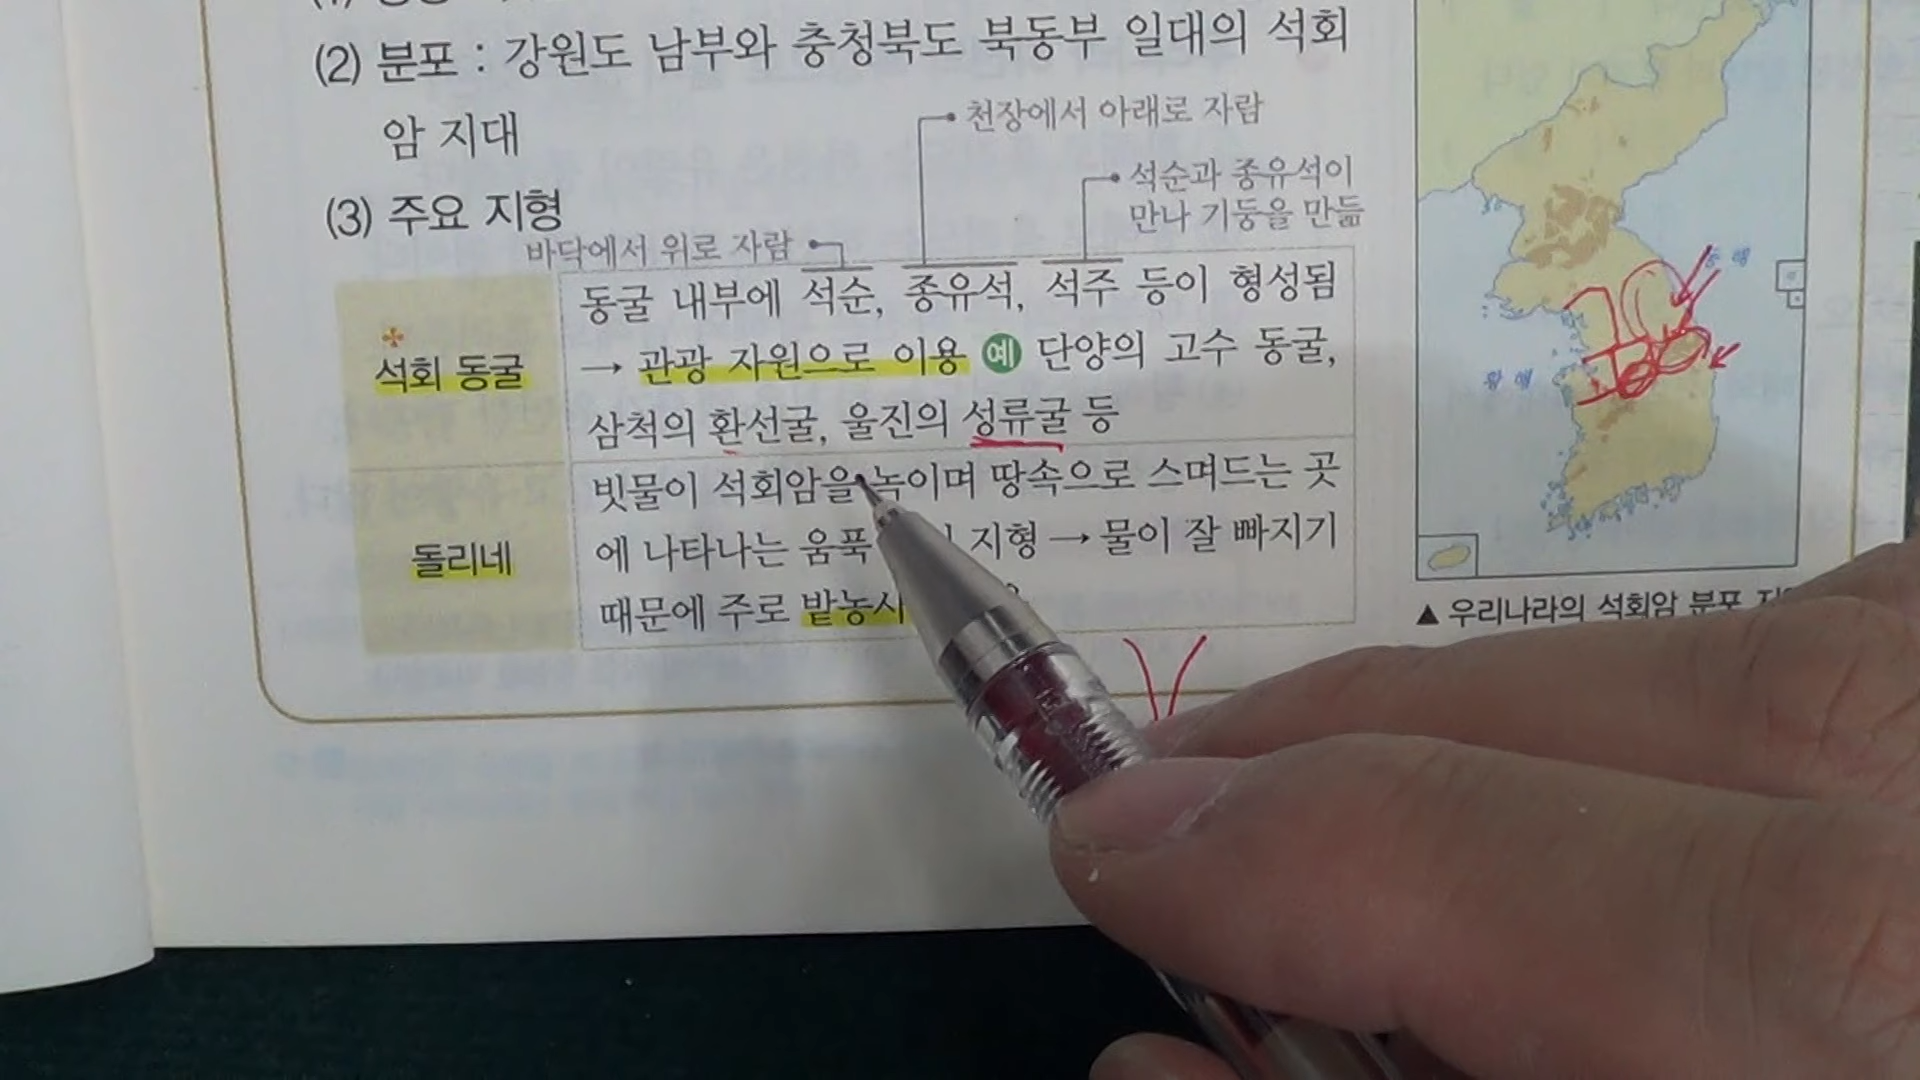 (2) 분포 : 강원도 남부와 충청북도 북동부 일대의 석회
암 지대
천장에서 아래로 자람
석순과 종유석이
만나 기둥을 만듦
(3) 주요 지형
바닥에서 위로 자람
석회 동굴
동굴 내부에 석순, 종유석, 석주 등이 형성됨
→ 관광 자원으로 이용 예 단양의 고수 동굴,
삼척의 환선굴, 울진의 성류굴 등
돌리네
빗물이 석회암을 녹이며 땅속으로 스며드는 곳
에 나타나는 움푹 지형 → 물이 잘 빠지기
때문에 주로 밭농사
동해
황해
▲ 우리나라의 석회암 분포